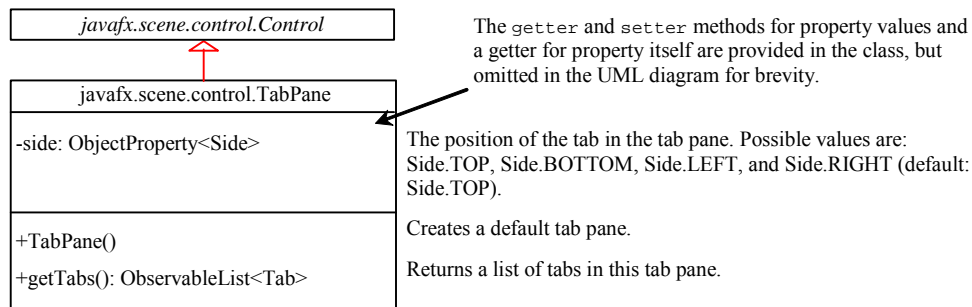 javafx.scene.control.Control
The getter and setter methods for property values and
a getter for property itself are provided in the class, but
omitted in the UML diagram for brevity.
javafx.scene.control.TabPane
-side: ObjectProperty<Side>
The position of the tab in the tab pane. Possible values are:
Side.TOP, Side.BOTTOM, Side.LEFT, and Side.RIGHT (default:
Side.TOP).
+TabPane()
Creates a default tab pane.
+getTabs(): ObservableList<Tab>
Returns a list of tabs in this tab pane.